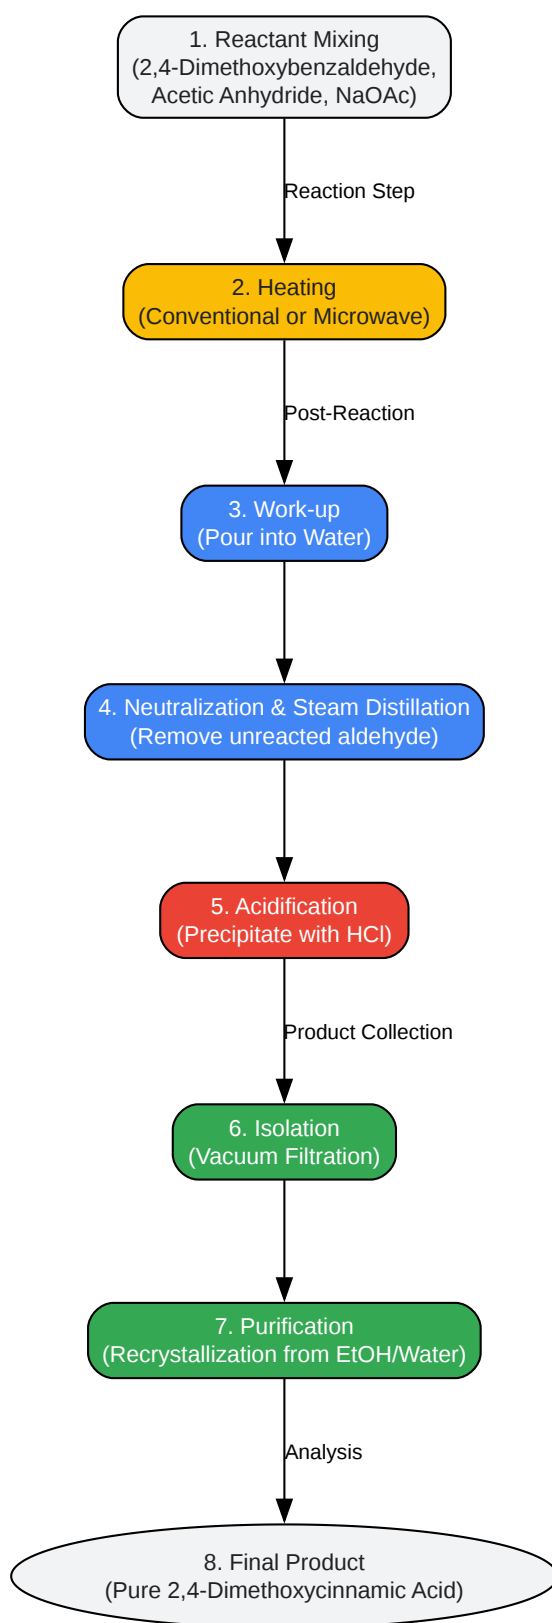 1. Reactant Mixing
(2,4-Dimethoxybenzaldehyde,
Acetic Anhydride, NaOAc)
Reaction Step
2. Heating
(Conventional or Microwave)
Post-Reaction
3. Work-up
(Pour into Water)
4. Neutralization & Steam Distillation
(Remove unreacted aldehyde)
5. Acidification
(Precipitate with HCl)
Product Collection
6. Isolation
(Vacuum Filtration)
7. Purification
(Recrystallization from EtOH/Water)
Analysis
8. Final Product
(Pure 2,4-Dimethoxycinnamic Acid)